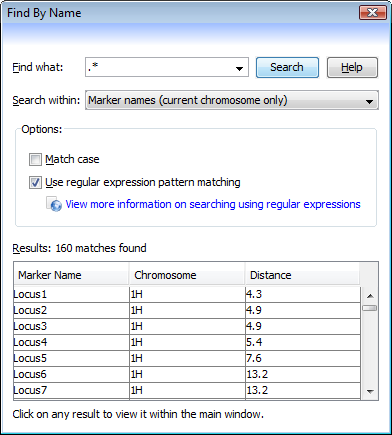 Find By Name
Find what: .* Search Help
Search within: Marker names (current chromosome only)
Options:
Match case
Use regular expression pattern matching
View more information on searching using regular expressions
Results: 160 matches found
Marker Name Chromosome Distance
Locus1 1H 4.3
Locus2 1H 4.9
Locus3 1H 4.9
Locus4 1H 5.4
Locus5 1H 7.6
Locus6 1H 13.2
Locus7 1H 13.2
Click on any result to view it within the main window.